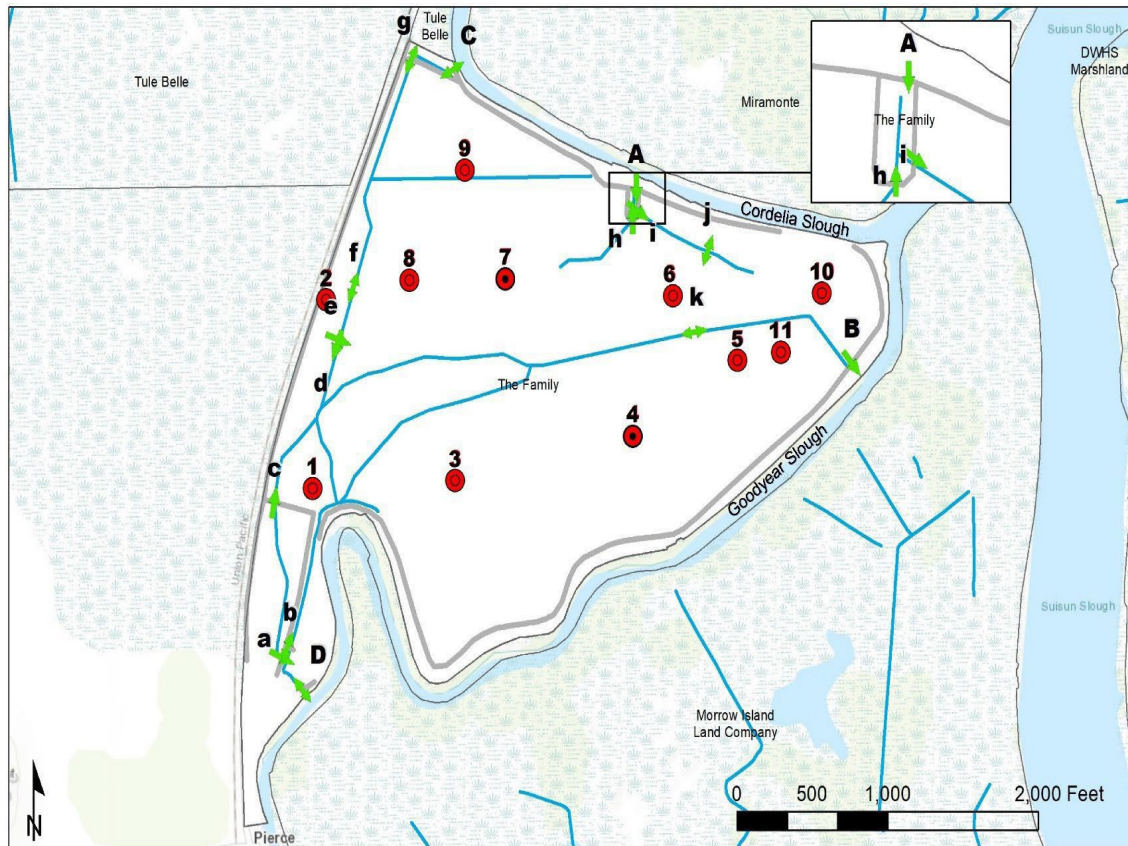 g
Tule
Belle
C
Suisun Slough
DWHS
Marshland
Tule Belle
Miramonte
A
The Family
i
h
9
A
Cordelia Slough
h
i
j
f
8
7
6
10
2
e
k
B
5
11
d
The Family
4
Goodyear Slough
1
3
c
Union Pacific
b
a
D
Suisun Slough
Morrow Island
Land Company
0
500
1,000
2,000 Feet
N
Pierce